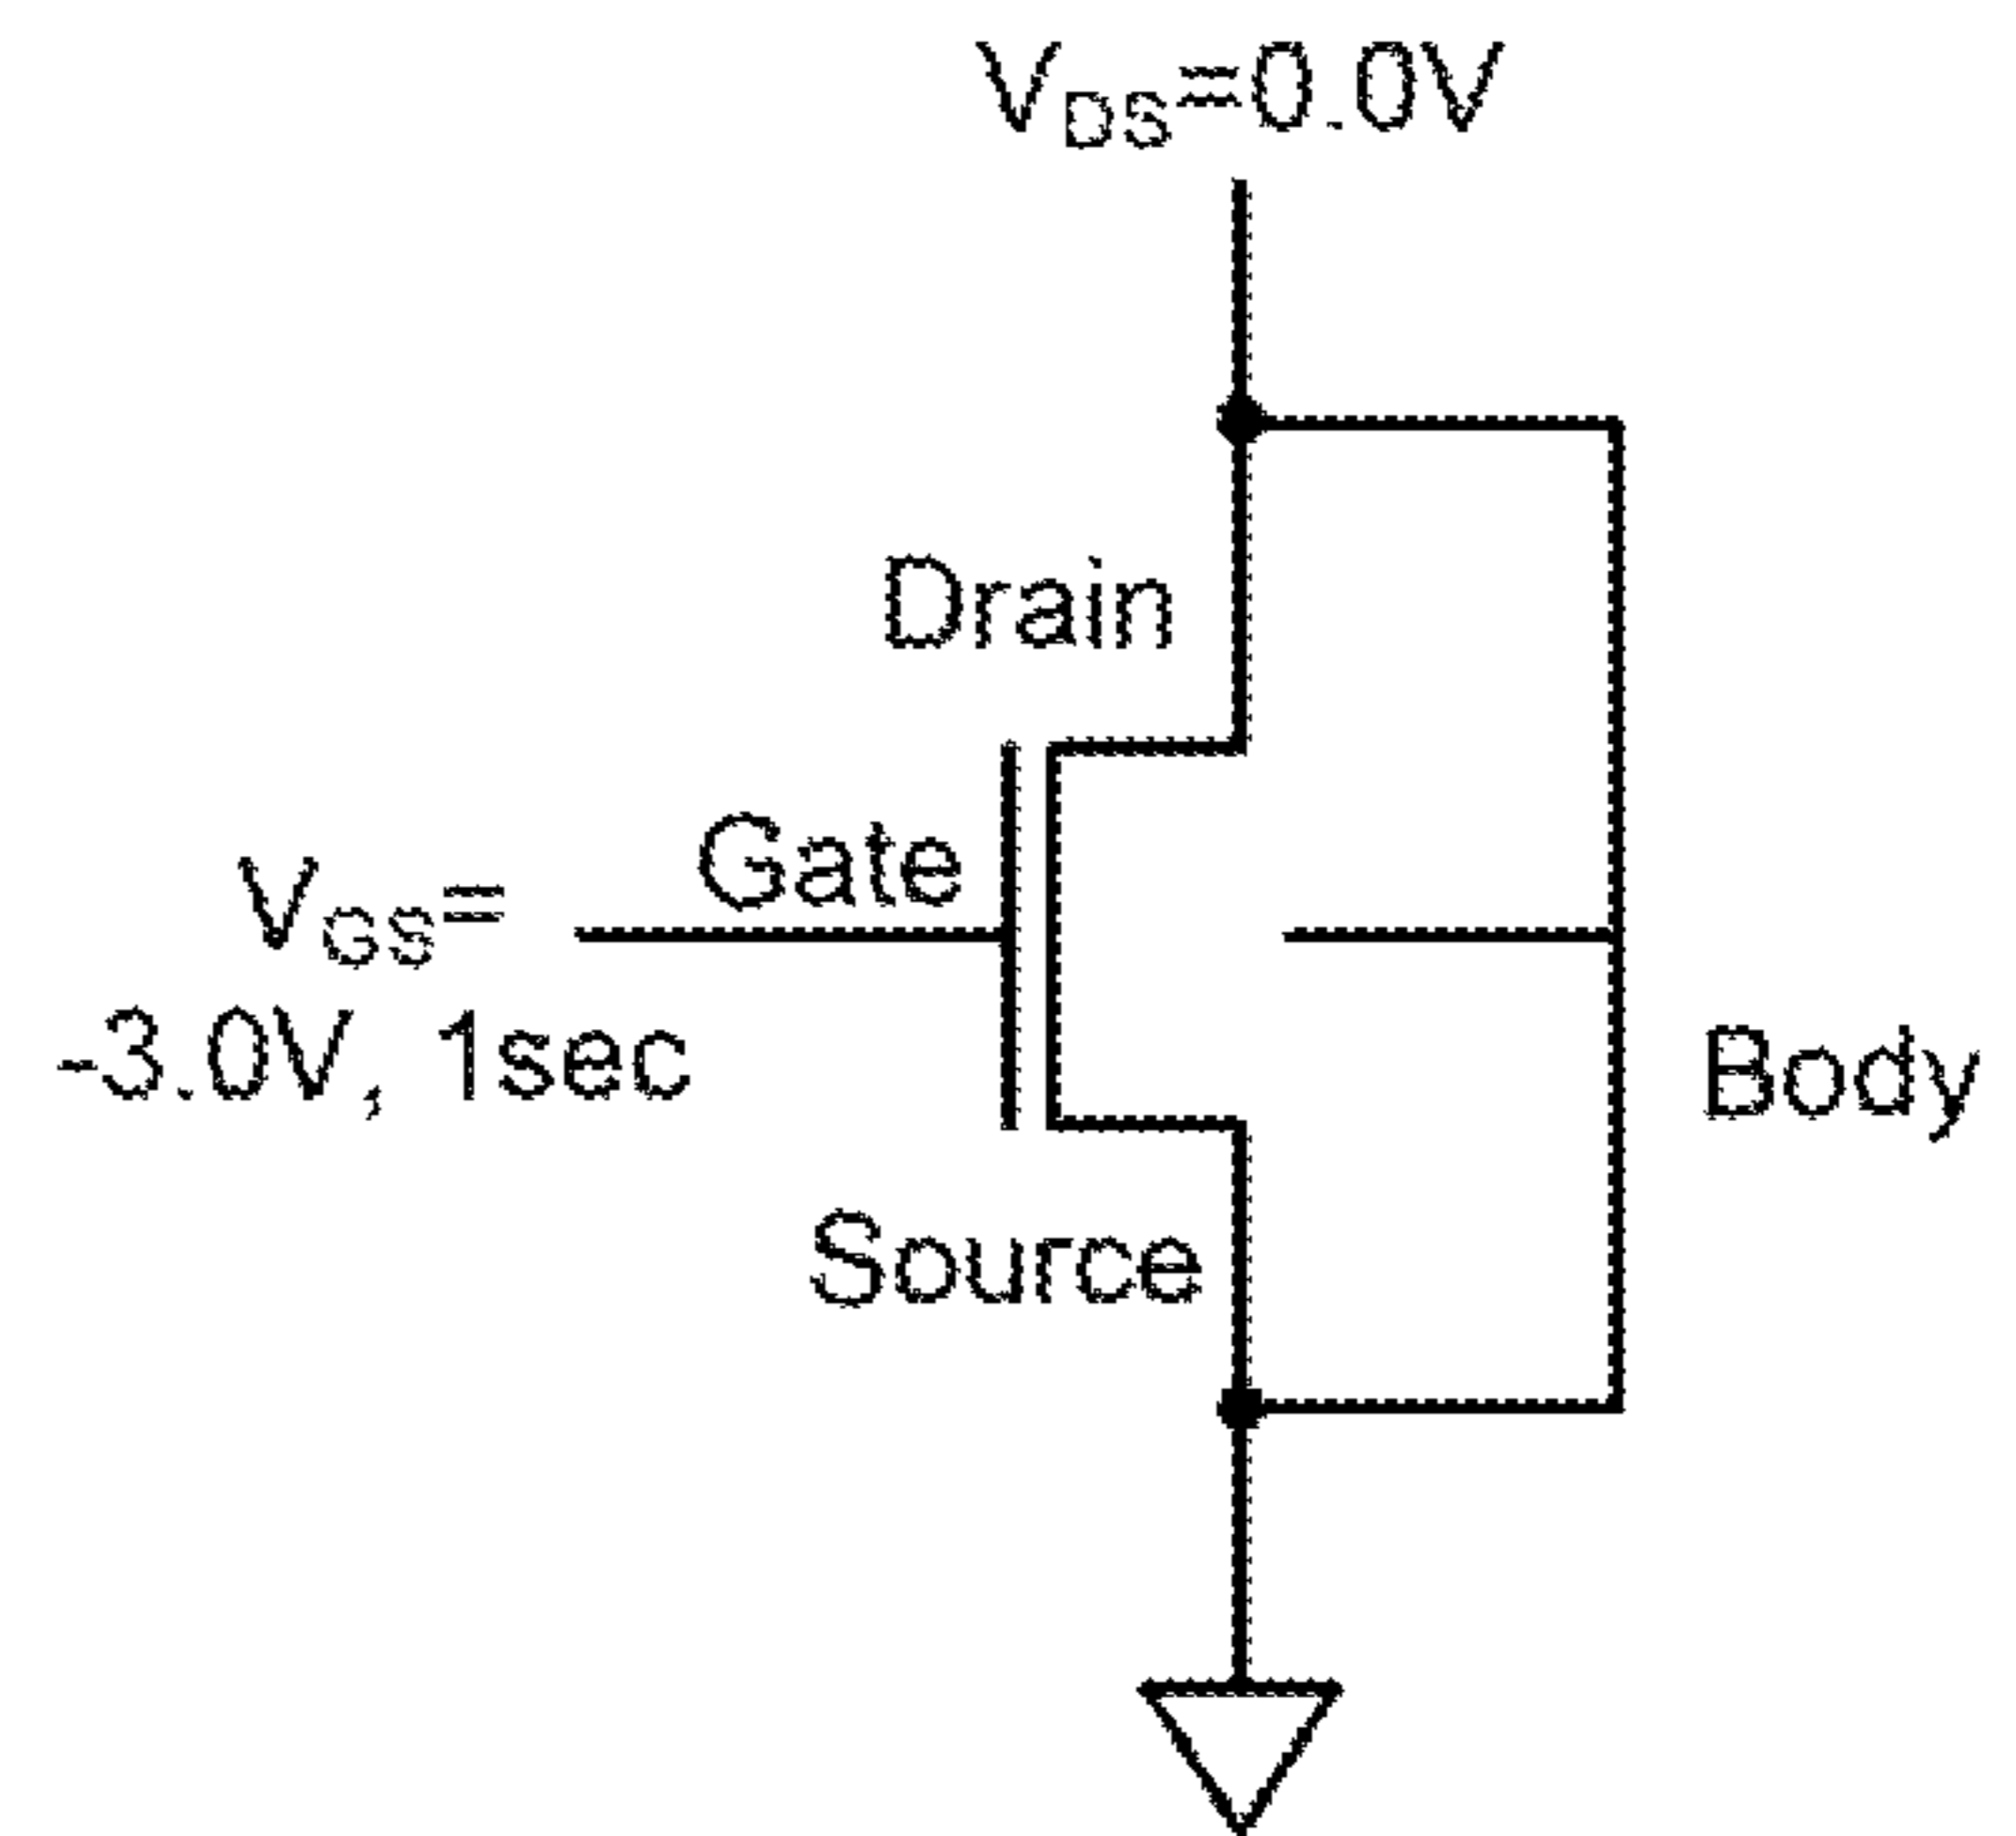 VDS=0.0V
Drain
Gate
VGS=
-3.0V, 1sec
Body
Source